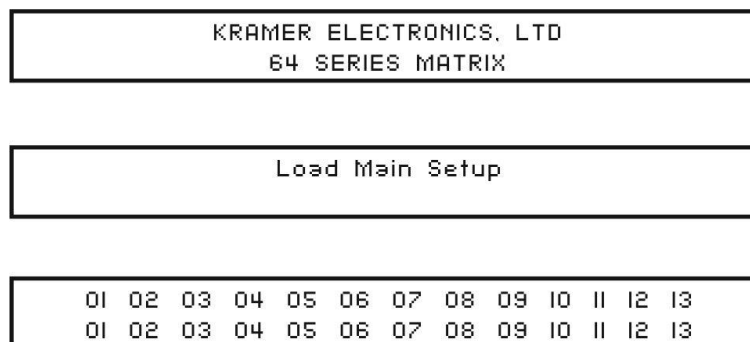 KRAMER ELECTRONICS, LTD
64 SERIES MATRIX
Load Main Setup
01 02 03 04 05 06 07 08 09 10 11 12 13
01 02 03 04 05 06 07 08 09 10 11 12 13